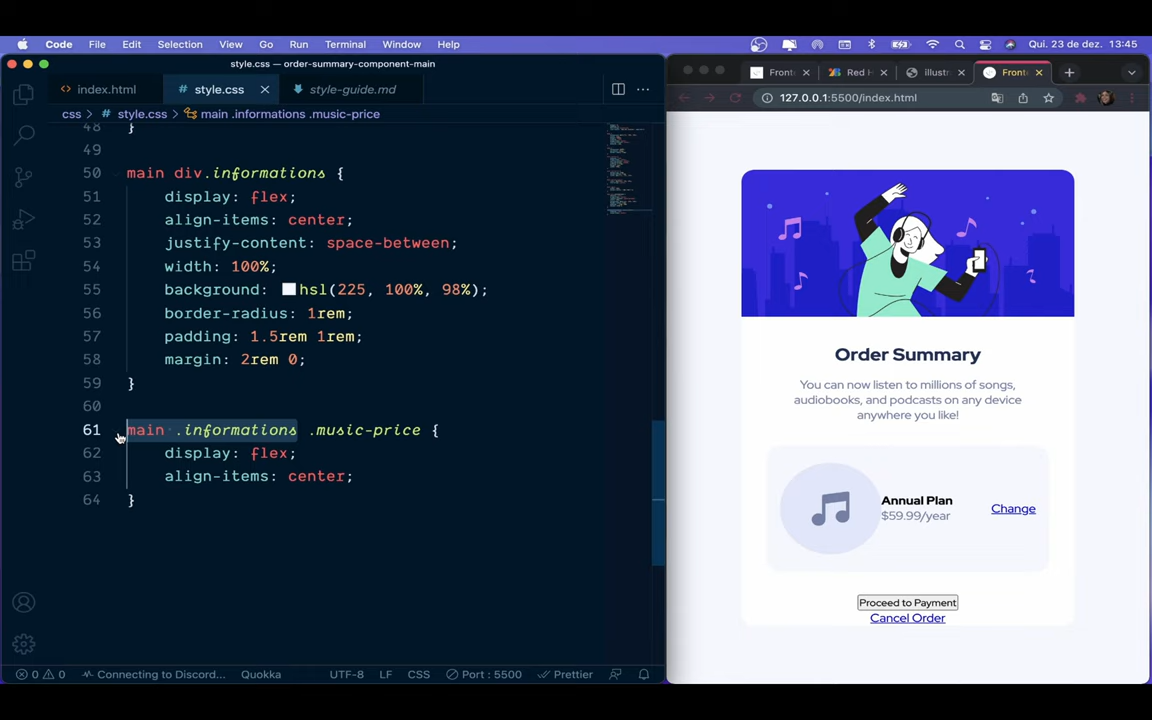 Code File Edit Selection View Go Run Terminal Window Help Qui. 23 de dez. 13:45
style.css — order-summary-component-main
index.html style.css style-guide.md
css > style.css > main .informations .music-price
48 }
49
50 main div.informations {
51 display: flex;
52 align-items: center;
53 justify-content: space-between;
54 width: 100%;
55 background: hsl(225, 100%, 98%);
56 border-radius: 1rem;
57 padding: 1.5rem 1rem;
58 margin: 2rem 0;
59 }
60
61 main .informations .music-price {
62 display: flex;
63 align-items: center;
64 }
0 0 Connecting to Discord... Quokka UTF-8 LF CSS Port : 5500 Prettier
Front Red H illustr Front
127.0.0.1:5500/index.html
Order Summary
You can now listen to millions of songs,
audiobooks, and podcasts on any device
anywhere you like!
Annual Plan
$59.99/year
Change
Proceed to Payment
Cancel Order